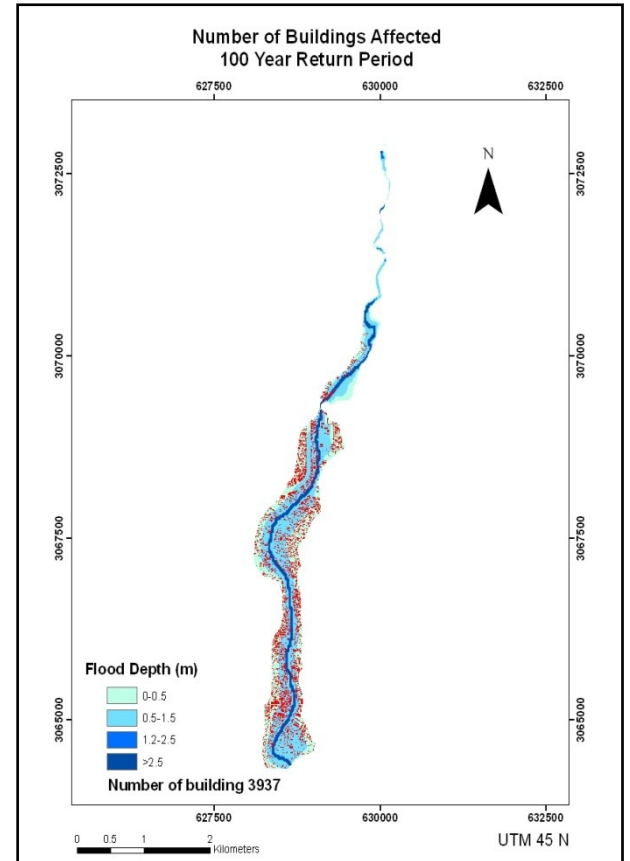 Number of Buildings Affected
100 Year Return Period
627500 630000 632500
3072500 3072500
N
3070000 3070000
3067500 3067500
3065000 3065000
Flood Depth (m)
0-0.5
0.5-1.5
1.2-2.5
>2.5
Number of building 3937
627500 630000 632500
0 0.5 1 2
Kilometers
UTM 45 N